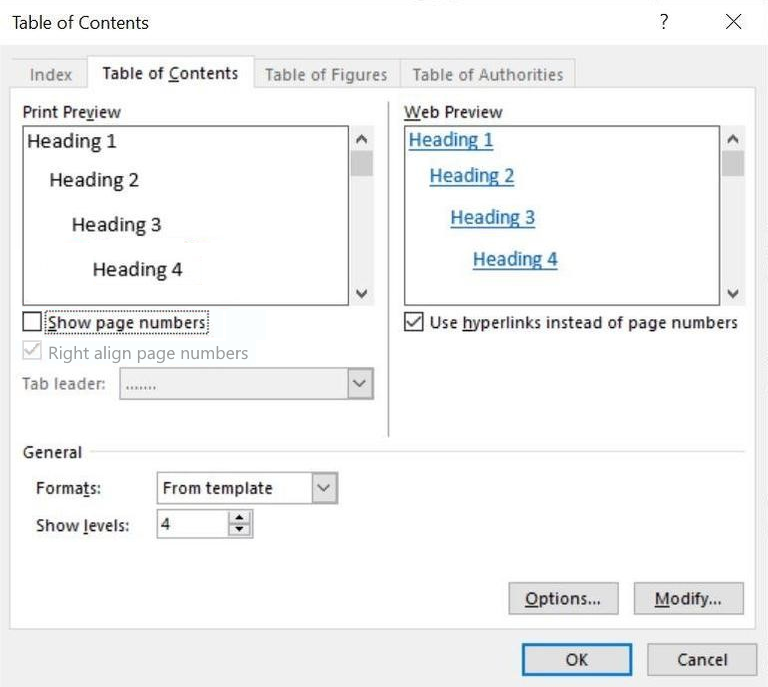 Table of Contents ?
Index Table of Contents Table of Figures Table of Authorities
Print Preview
Heading 1
Heading 2
Heading 3
Heading 4
Show page numbers
Right align page numbers
Tab leader: .......
Web Preview
Heading 1
Heading 2
Heading 3
Heading 4
Use hyperlinks instead of page numbers
General
Formats: From template
Show levels: 4
Options... Modify...
OK Cancel